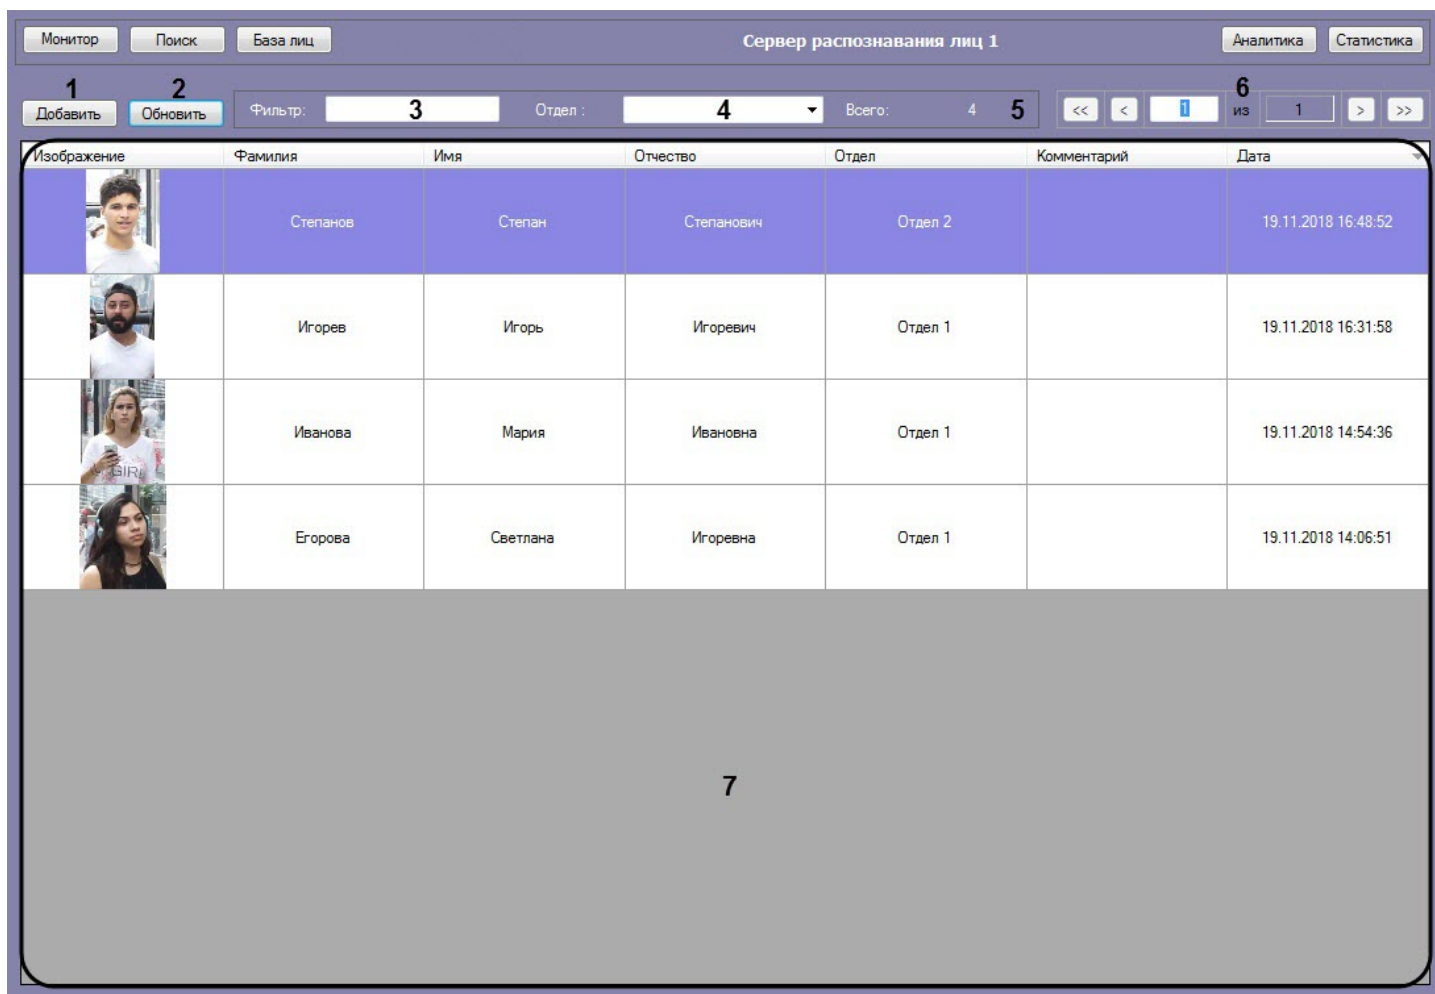 Монитор Поиск База лиц Сервер распознавания лиц 1 Аналитика Статистика
1 2 6
Добавить Обновить Фильтр: 3 Отдел : 4 Всего: 4 5 << < 1 из 1 > >>
Изображение Фамилия Имя Отчество Отдел Комментарий Дата
Степанов Степан Степанович Отдел 2 19.11.2018 16:48:52
Игорев Игорь Игоревич Отдел 1 19.11.2018 16:31:58
Иванова Мария Ивановна Отдел 1 19.11.2018 14:54:36
GIRL
Егорова Светлана Игоревна Отдел 1 19.11.2018 14:06:51
7